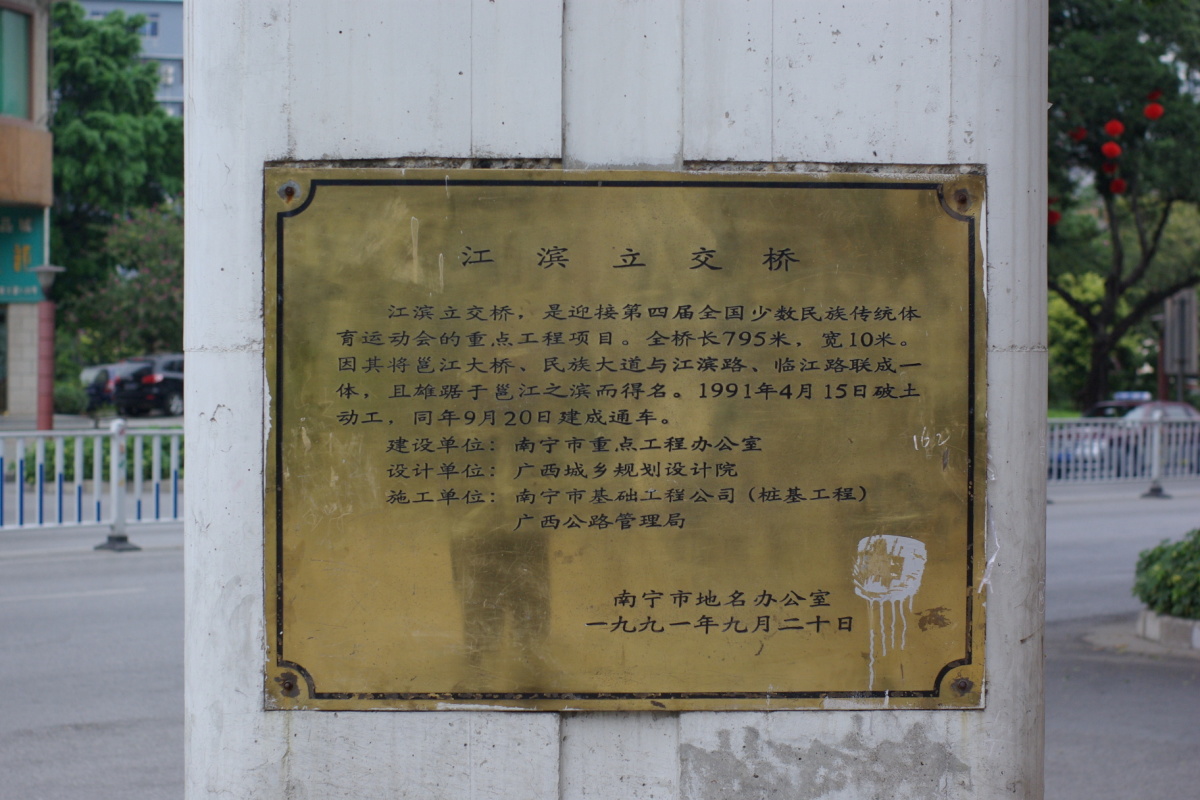 江滨立交桥
江滨立交桥，是迎接第四届全国少数民族传统体
育运动会的重点工程项目。全桥长795米，宽10米。
因其将邕江大桥、民族大道与江滨路、临江路联成一
体，且雄踞于邕江之滨而得名。1991年4月15日破土
动工，同年9月20日建成通车。
建设单位：南宁市重点工程办公室
设计单位：广西城乡规划设计院
施工单位：南宁市基础工程公司（桩基工程）
广西公路管理局
南宁市地名办公室
一九九一年九月二十日